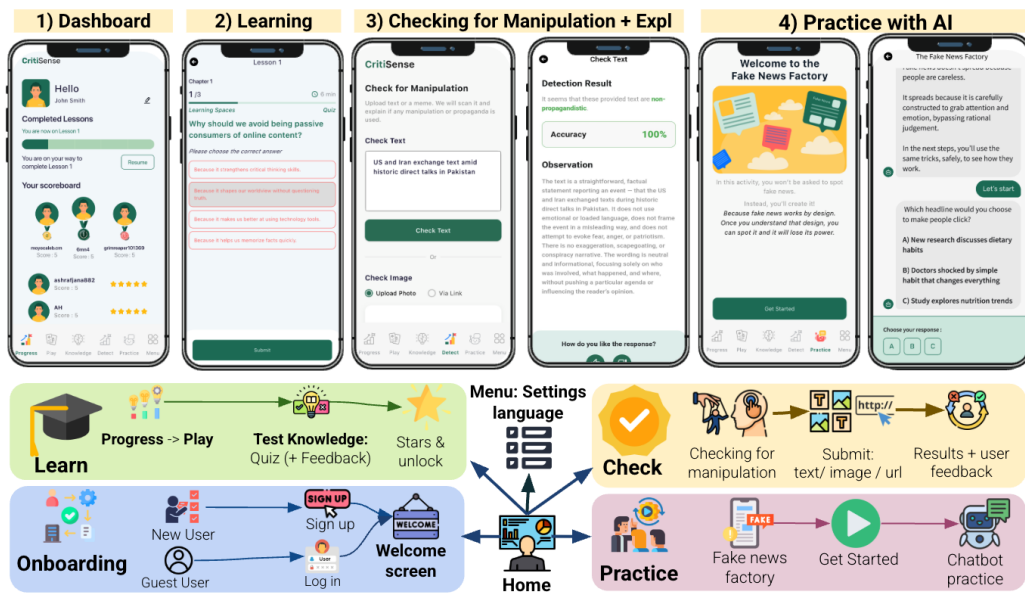 1) Dashboard
2) Learning
3) Checking for Manipulation + Expl
4) Practice with AI
CritiSense
Hello
John Smith
Completed Lessons
You are now on Lesson 1
You are on your way to
complete Lesson 1
Resume
Your scoreboard
Score : 5
Score : 5
Score : 5
ashrafjana882
Score : 5
AH
Score : 5
Progress
Play
Knowledge
Detect
Practice
Menu
Lesson 1
Chapter 1
1 /3
6 min
Learning Spaces
Quiz
Why should we avoid being passive
consumers of online content?
Please choose the correct answer
Because it strengthens critical thinking skills.
Because it shapes our worldview without questioning
truth.
Because it makes us better at using technology tools.
Because it helps us memorize facts quickly.
Submit
CritiSense
Check for Manipulation
Upload text or a meme. We will scan it and
explain if any manipulation or propaganda is
used.
Check Text
US and Iran exchange text amid
historic direct talks in Pakistan
Check Text
Or
Check Image
Upload Photo
Via Link
Progress
Play
Knowledge
Detect
Practice
Menu
Check Text
Detection Result
It seems that these provided text are non-
propagandistic
Accuracy
100%
Observation
The text is a straightforward, factual
statement reporting an event — that the US
and Iran exchanged texts during historic
direct talks in Pakistan. It does not use
emotional or loaded language, does not frame
the event in a misleading way, and does not
attempt to evoke fear, anger, or patriotism.
There is no exaggeration, scapegoating, or
conspiracy narrative. The wording is neutral
and informational, focusing solely on who
was involved, what happened, and where,
without pushing a particular agenda or
influencing the reader's opinion.
How do you like the response?
Welcome to the
Fake News Factory
In this activity, you won't be asked to spot
fake news.
Instead, you'll create it!
Because fake news works by design.
Once you understand that design, you
can spot it and it will lose its power.
Get Started
Progress
Play
Knowledge
Detect
Practice
Menu
The Fake News Factory
people are careless.
It spreads because it is carefully
constructed to grab attention and
emotion, bypassing rational
judgement.
In the next steps, you'll use the
same tricks, safely, to see how they
work.
Let's start
Which headline would you choose
to make people click?
A) New research discusses dietary
habits
B) Doctors shocked by simple
habit that changes everything
C) Study explores nutrition trends
Choose your response :
A
B
C
Learn
Progress -> Play
Test Knowledge:
Quiz (+ Feedback)
Stars &
unlock
Menu: Settings
language
Check
Checking for
manipulation
T
T
http://
Submit:
text/ image / url
Results + user
feedback
Onboarding
New User
Guest User
SIGN UP
Sign up
User
Log in
WELCOME
Welcome
screen
Home
Practice
FAKE
Fake news
factory
Get Started
Chatbot
practice